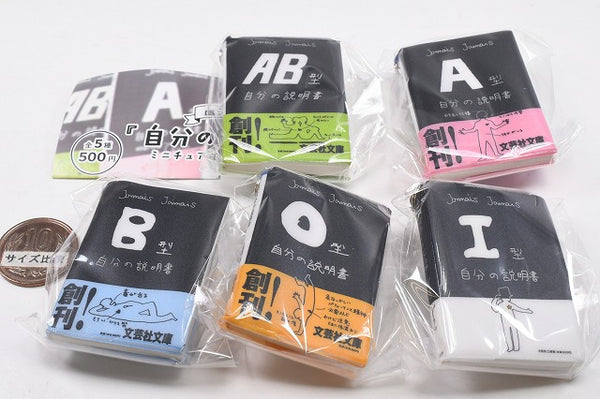 AB
A
全5種
500円
『自分の
ミニチュア
Jamais Jamais
AB型
自分の説明書
創刊!
文芸社文庫
Jamais Jamais
A型
自分の説明書
創刊!
文芸社文庫
サイズ比
Jamais Jamais
B型
自分の説明書
創刊!
文芸社文庫
Jamais Jamais
O型
自分の説明書
創刊!
文芸社文庫
Jamais Jamais
I型
自分の説明書